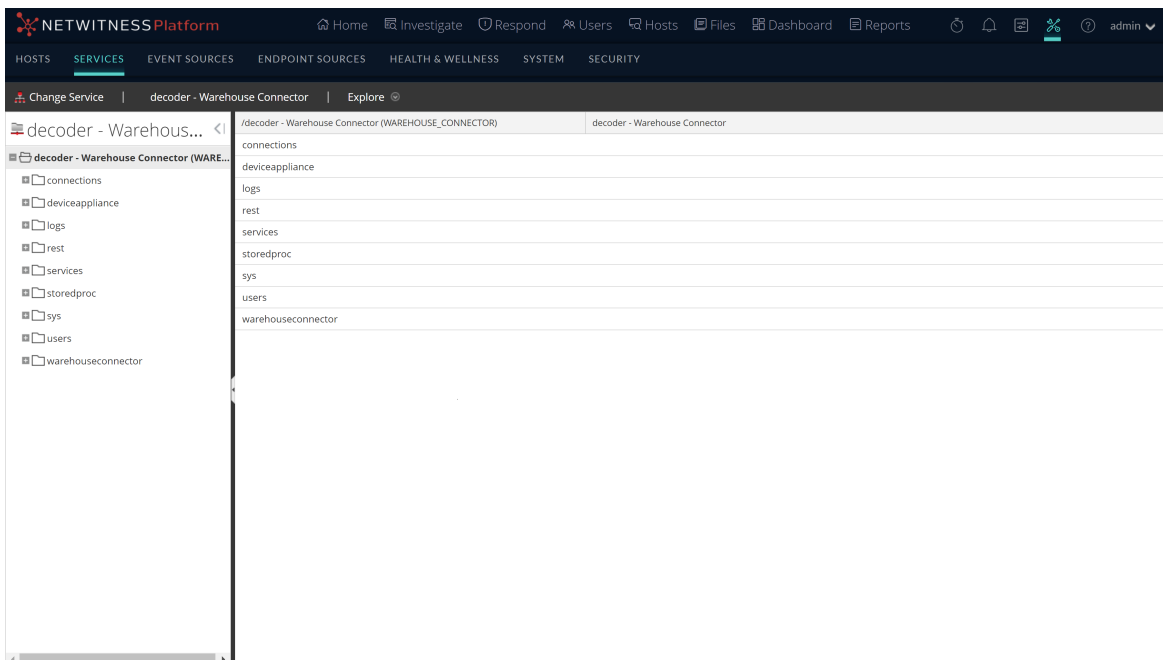 NETWITNESS Platform Home Investigate Respond Users Hosts Files Dashboard Reports admin
HOSTS SERVICES EVENT SOURCES ENDPOINT SOURCES HEALTH & WELLNESS SYSTEM SECURITY
Change Service | decoder - Warehouse Connector | Explore
decoder - Warehous...
decoder - Warehouse Connector (WARE...
connections
deviceappliance
logs
rest
services
storedproc
sys
users
warehouseconnector
/decoder - Warehouse Connector (WAREHOUSE_CONNECTOR) decoder - Warehouse Connector
connections
deviceappliance
logs
rest
services
storedproc
sys
users
warehouseconnector